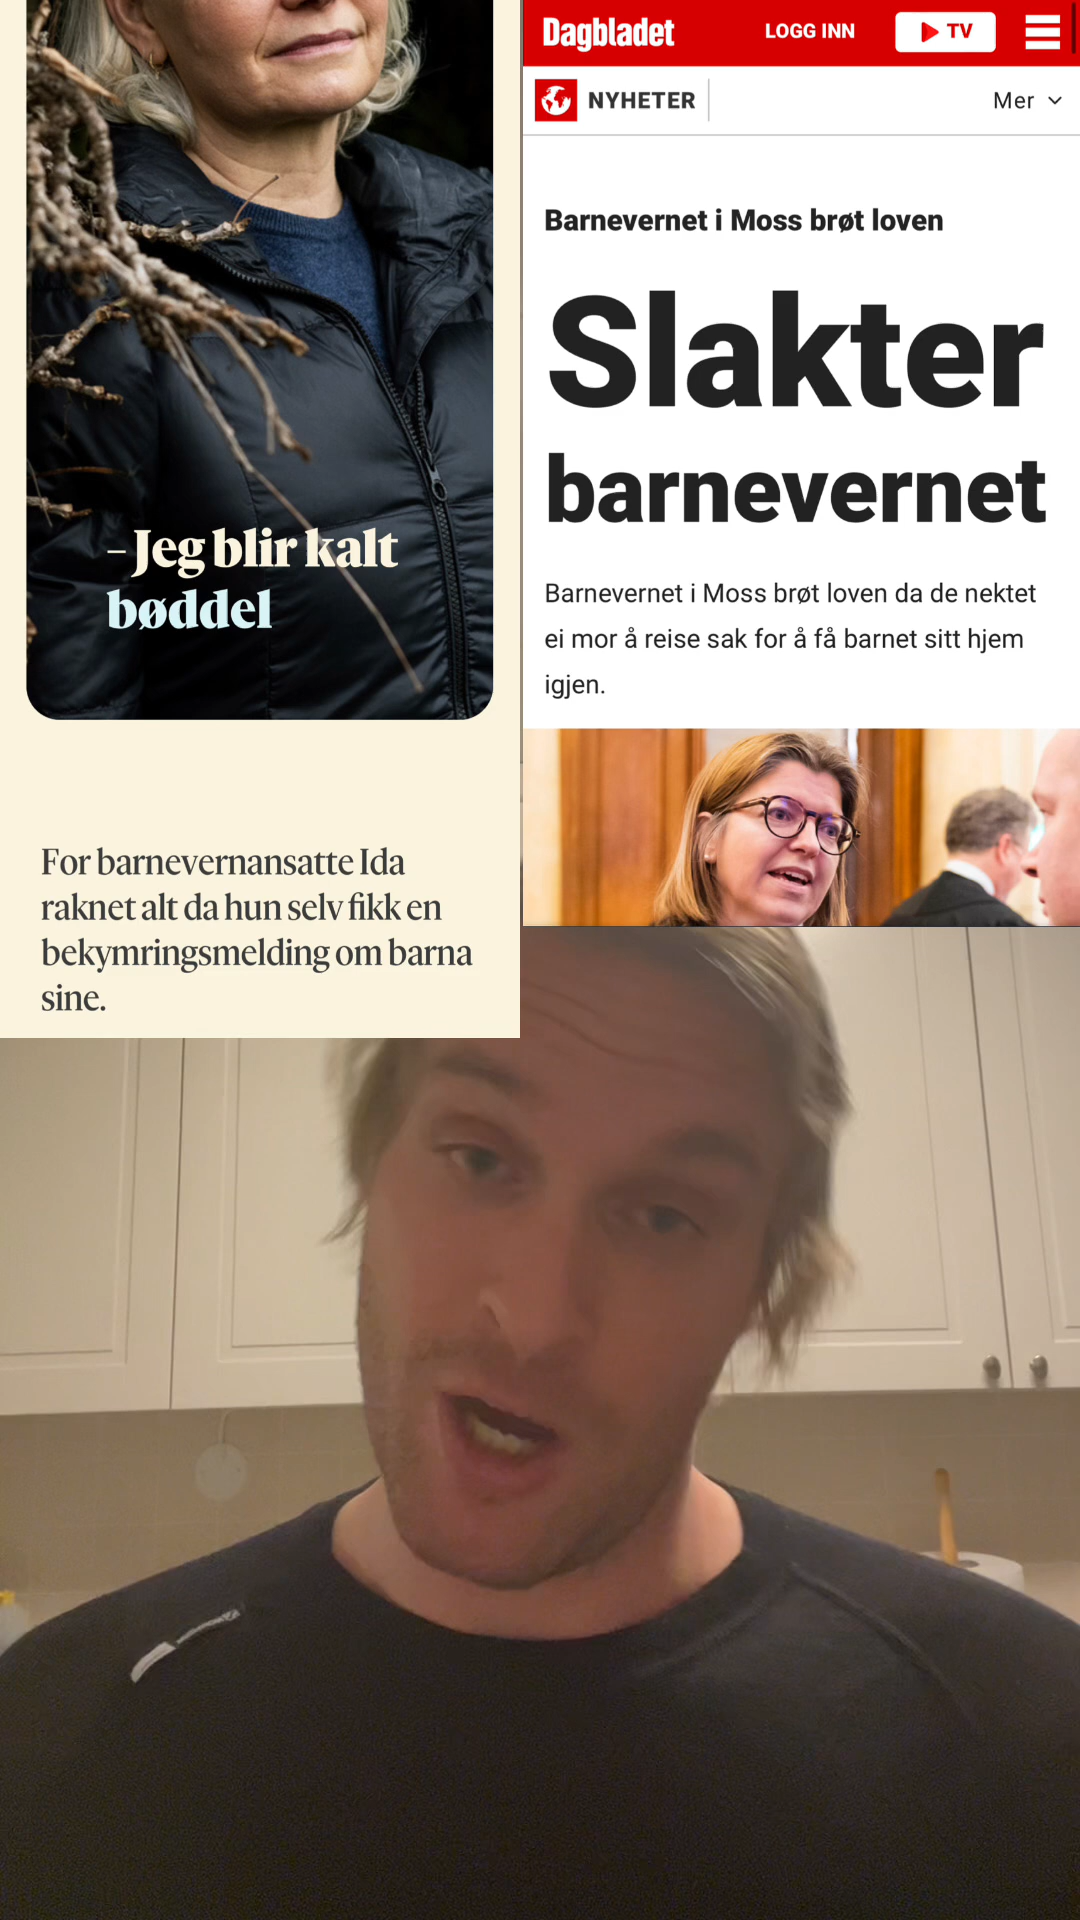 – Jeg blir kalt
bøddel
For barnevernansatte Ida
raknet alt da hun selv fikk en
bekymringsmelding om barna
sine.
Dagbladet
LOGG INN
TV
NYHETER
Mer
Barnevernet i Moss brøt loven
Slakter
barnevernet
Barnevernet i Moss brøt loven da de nektet
ei mor å reise sak for å få barnet sitt hjem
igjen.